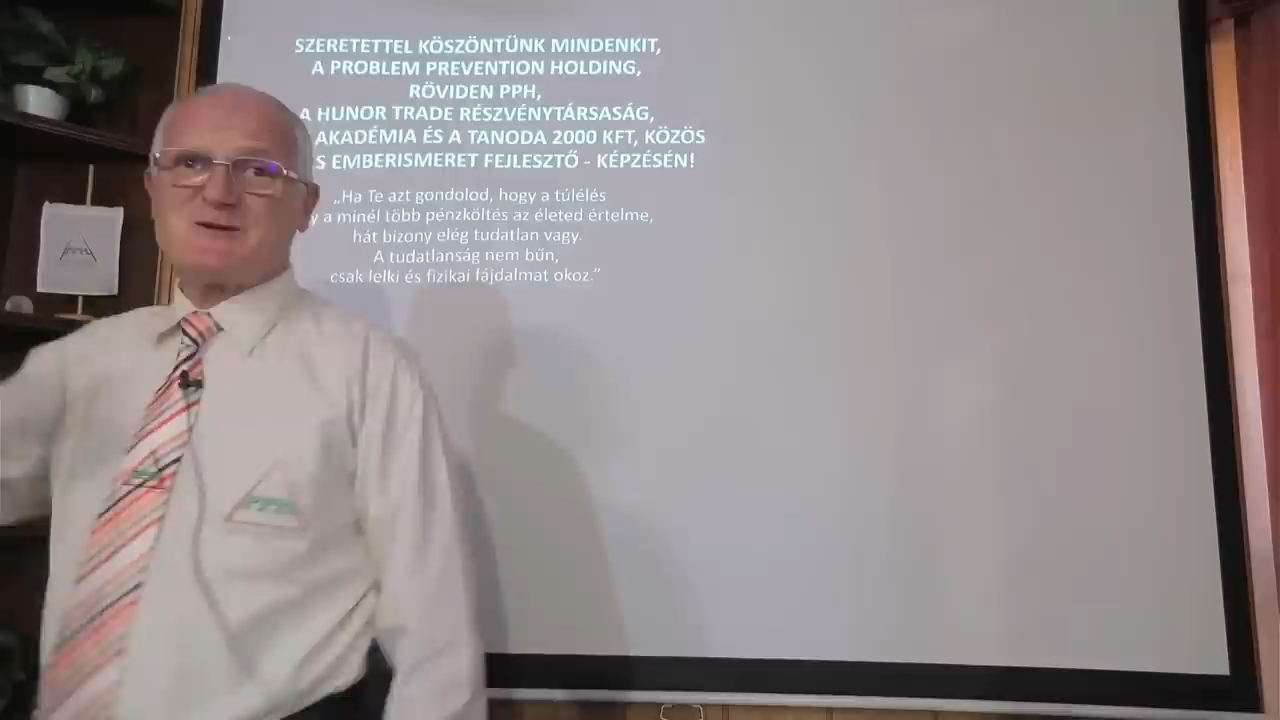 SZERETETTEL KÖSZÖNTÜNK MINDENKIT,
A PROBLEM PREVENTION HOLDING,
RÖVIDEN PPH,
A HUNOR TRADE RÉSZVÉNYTÁRSASÁG,
AKADÉMIA ÉS A TANODA 2000 KFT, KÖZÖS
EMBERISMERET FEJLESZTŐ - KÉPZÉSÉN!
„Ha Te azt gondolod, hogy a túlélés
a minél több pénzköltés az életed értelme,
hát bizony elég tudatlan vagy.
A tudatlanság nem bűn,
csak lelki és fizikai fájdalmat okoz.”